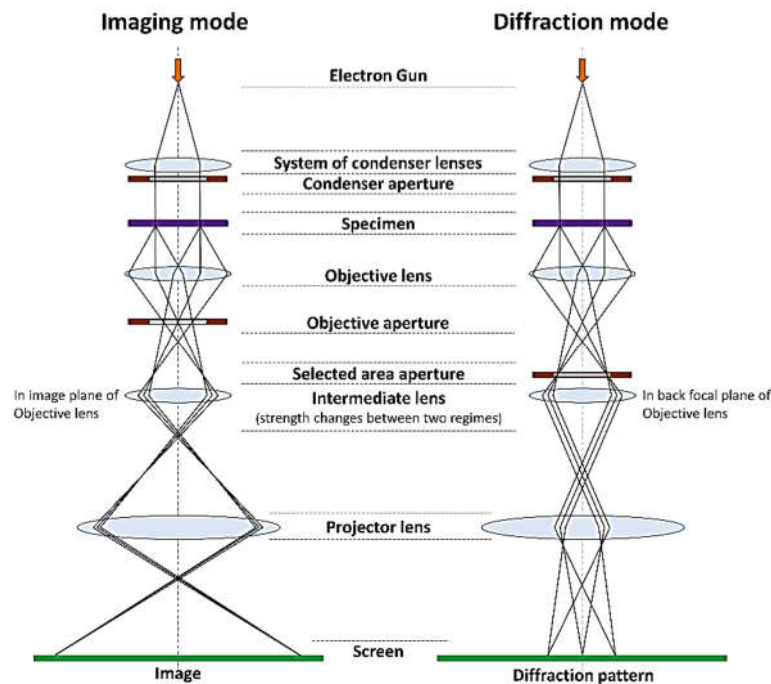 Imaging mode
Diffraction mode
Electron Gun
System of condenser lenses
Condenser aperture
Specimen
Objective lens
Objective aperture
Selected area aperture
In image plane of
Objective lens
Intermediate lens
(strength changes between two regimes)
In back focal plane of
Objective lens
Projector lens
Screen
Image
Diffraction pattern